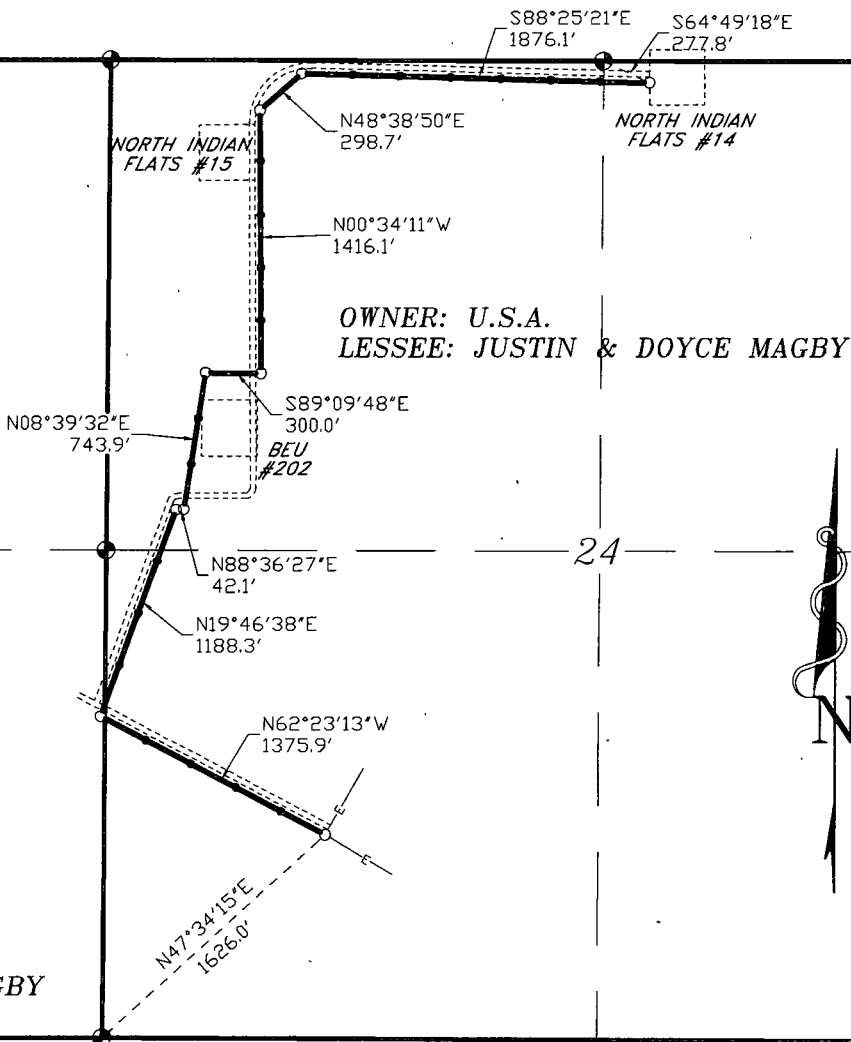 S88°25'21"E
1876.1'
S64°49'18"E
277.8'
N48°38'50"E
298.7'
NORTH INDIAN
FLATS #15
NORTH INDIAN
FLATS #14
N00°34'11"W
1416.1'
OWNER: U.S.A.
LESSEE: JUSTIN & DOYCE MAGBY
S89°09'48"E
300.0'
N08°39'32"E
743.9'
BEU
#202
24
N88°36'27"E
42.1'
N19°46'38"E
1188.3'
N
N62°23'13"W
1375.9'
E
E
N47°34'15"E
1626.0'
GBY